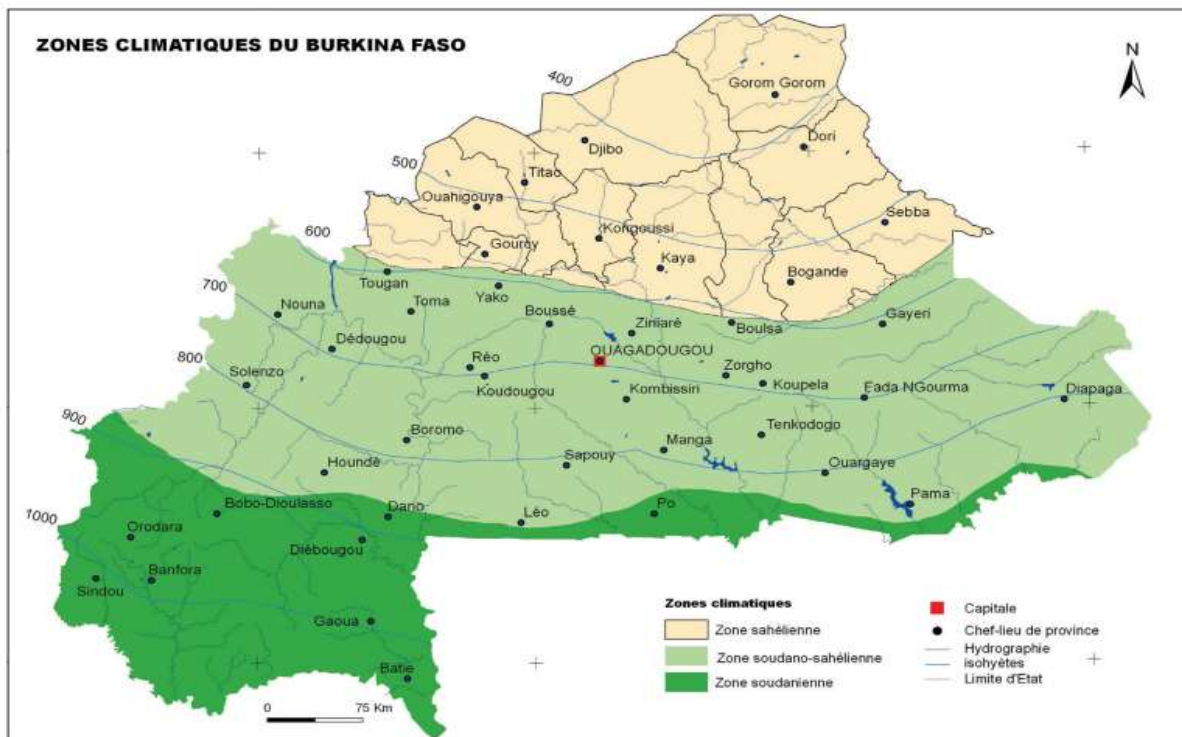 ZONES CLIMATIQUES DU BURKINA FASO
N
400
Gorom Gorom
Djibo
Dori
500
Titao
Ouahigouya
Sebba
600
Kongoussi
Gourcy
Kaya
Bogande
Tougan
700
Yako
Nouna
Toma
Boussé
Ziniaré
Boulsa
Gayeri
Dédougou
OUAGADOUGOU
800
Réo
Solenzo
Koudougou
Zorgho
Koupela
Fada NGourma
Diapaga
Kombissiri
900
Boromo
Tenkodogo
Manga
Houndé
Sapouy
Ouargaye
Bobo-Dioulasso
Dano
Léo
Po
Pama
1000
Orodara
Diébougou
Banfora
Sindou
Gaoua
Batie
Zones climatiques
Zone sahélienne
Zone soudano-sahélienne
Zone soudanienne
Capitale
Chef-lieu de province
Hydrographie
isohyètes
Limite d'Etat
0 75 Km